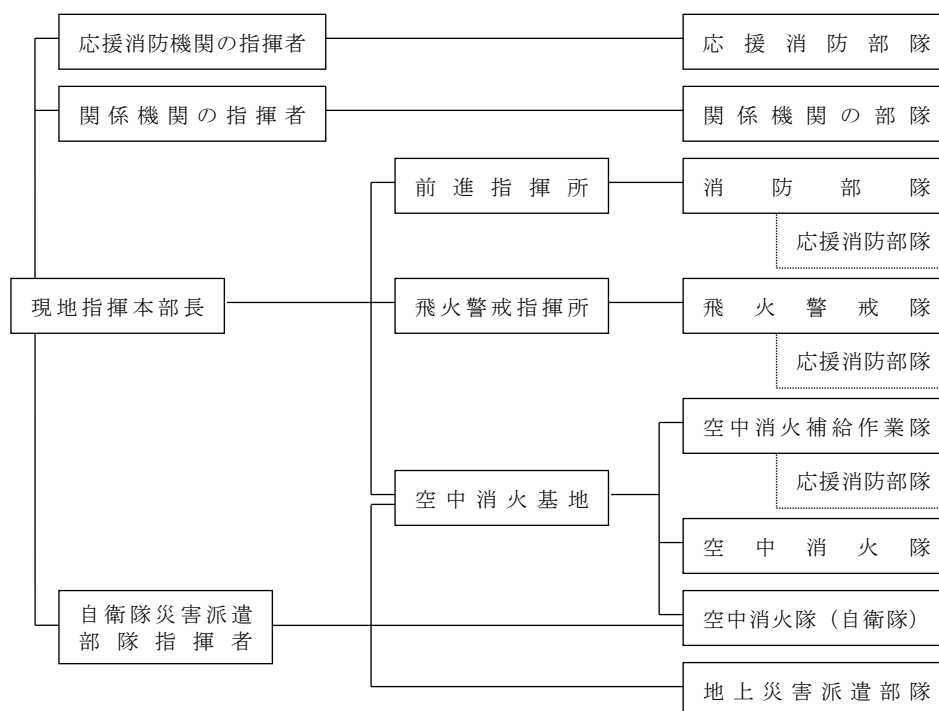 応援消防機関の指揮者
応援消防部隊
関係機関の指揮者
関係機関の部隊
前進指揮所
消防部隊
応援消防部隊
現地指揮本部長
飛火警戒指揮所
飛火警戒隊
応援消防部隊
空中消火補給作業隊
空中消火基地
応援消防部隊
空中消火隊
自衛隊災害派遣
部隊指揮者
空中消火隊（自衛隊）
地上災害派遣部隊